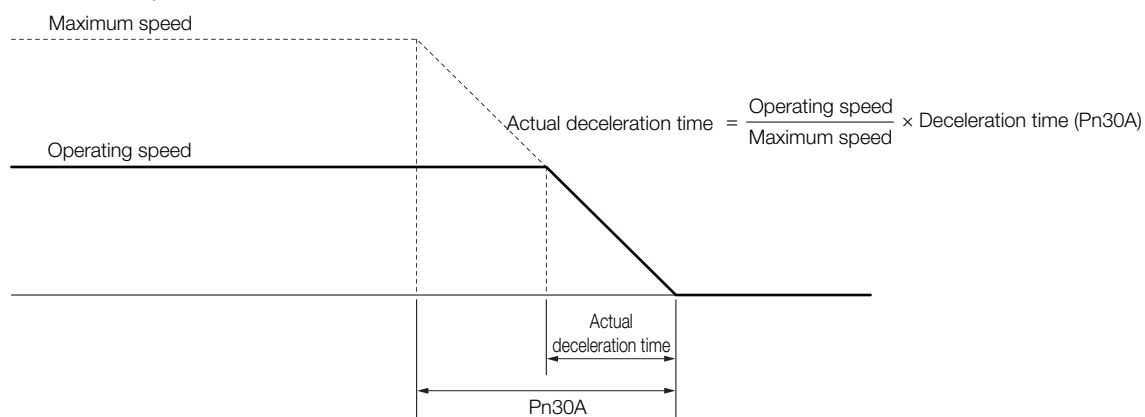 Maximum speed
Operating speed
Actual deceleration time = Operating speed / Maximum speed × Deceleration time (Pn30A)
Actual
deceleration time
Pn30A